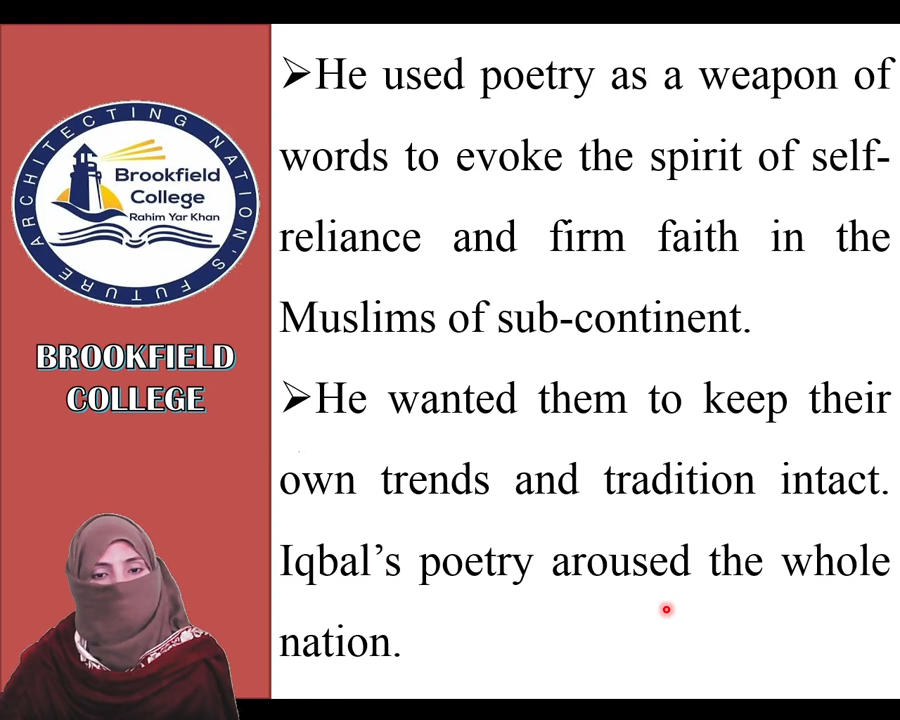 ARCHITECTING NATION'S FUTURE
Brookfield
College
Rahim Yar Khan
BROOKFIELD
COLLEGE
➢He used poetry as a weapon of
words to evoke the spirit of self-
reliance and firm faith in the
Muslims of sub-continent.
➢He wanted them to keep their
own trends and tradition intact.
Iqbal’s poetry aroused the whole
nation.